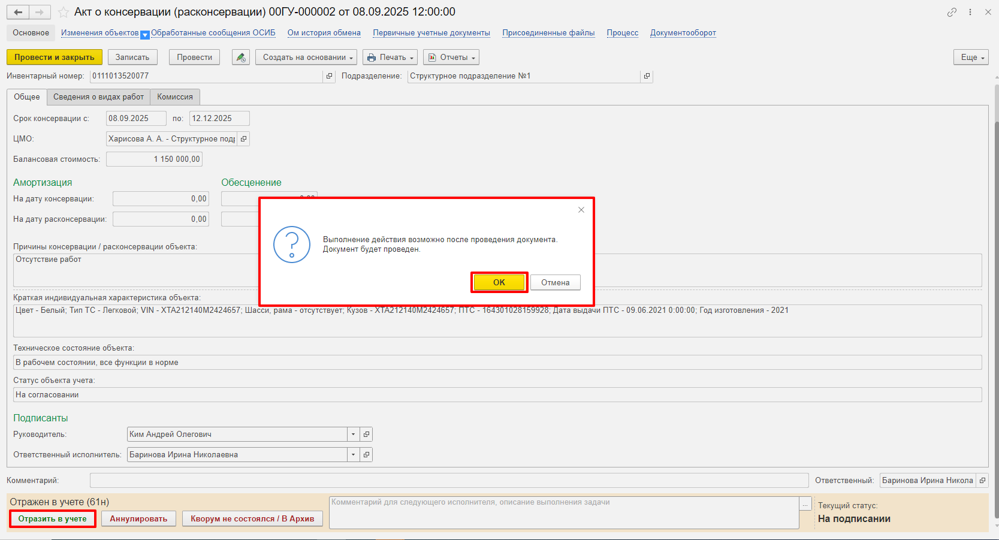 Акт о консервации (расконсервации) 00ГУ-000002 от 08.09.2025 12:00:00
Основное Изменения объектов Обработанные сообщения ОСИБ Ом история обмена Первичные учетные документы Присоединенные файлы Процесс Документооборот
Провести и закрыть Записать Провести Создать на основании Печать Отчеты Еще
Инвентарный номер: 0111013520077 Подразделение: Структурное подразделение №1
Общее Сведения о видах работ Комиссия
Срок консервации с: 08.09.2025 по: 12.12.2025
ЦМО: Харисова А. А. - Структурное под
Балансовая стоимость: 1 150 000,00
Амортизация Обесценение
На дату консервации: 0,00
На дату расконсервации: 0,00
Выполнение действия возможно после проведения документа.
Документ будет проведен.
ОК Отмена
Причины консервации / расконсервации объекта:
Отсутствие работ
Краткая индивидуальная характеристика объекта:
Цвет - Белый; Тип ТС - Легковой; VIN - XTA212140M2424657; Шасси, рама - отсутствует; Кузов - XTA212140M2424657; ПТС - 164301028159928; Дата выдачи ПТС - 09.06.2021 0:00:00; Год изготовления - 2021
Техническое состояние объекта:
В рабочем состоянии, все функции в норме
Статус объекта учета:
На согласовании
Подписанты
Руководитель: Ким Андрей Олегович
Ответственный исполнитель: Баринова Ирина Николаевна
Комментарий: Ответственный: Баринова Ирина Никола
Отражен в учете (61н) Комментарий для следующего исполнителя, описание выполнения задачи ... Текущий статус:
Отразить в учете Аннулировать Кворум не состоялся / В Архив На подписании